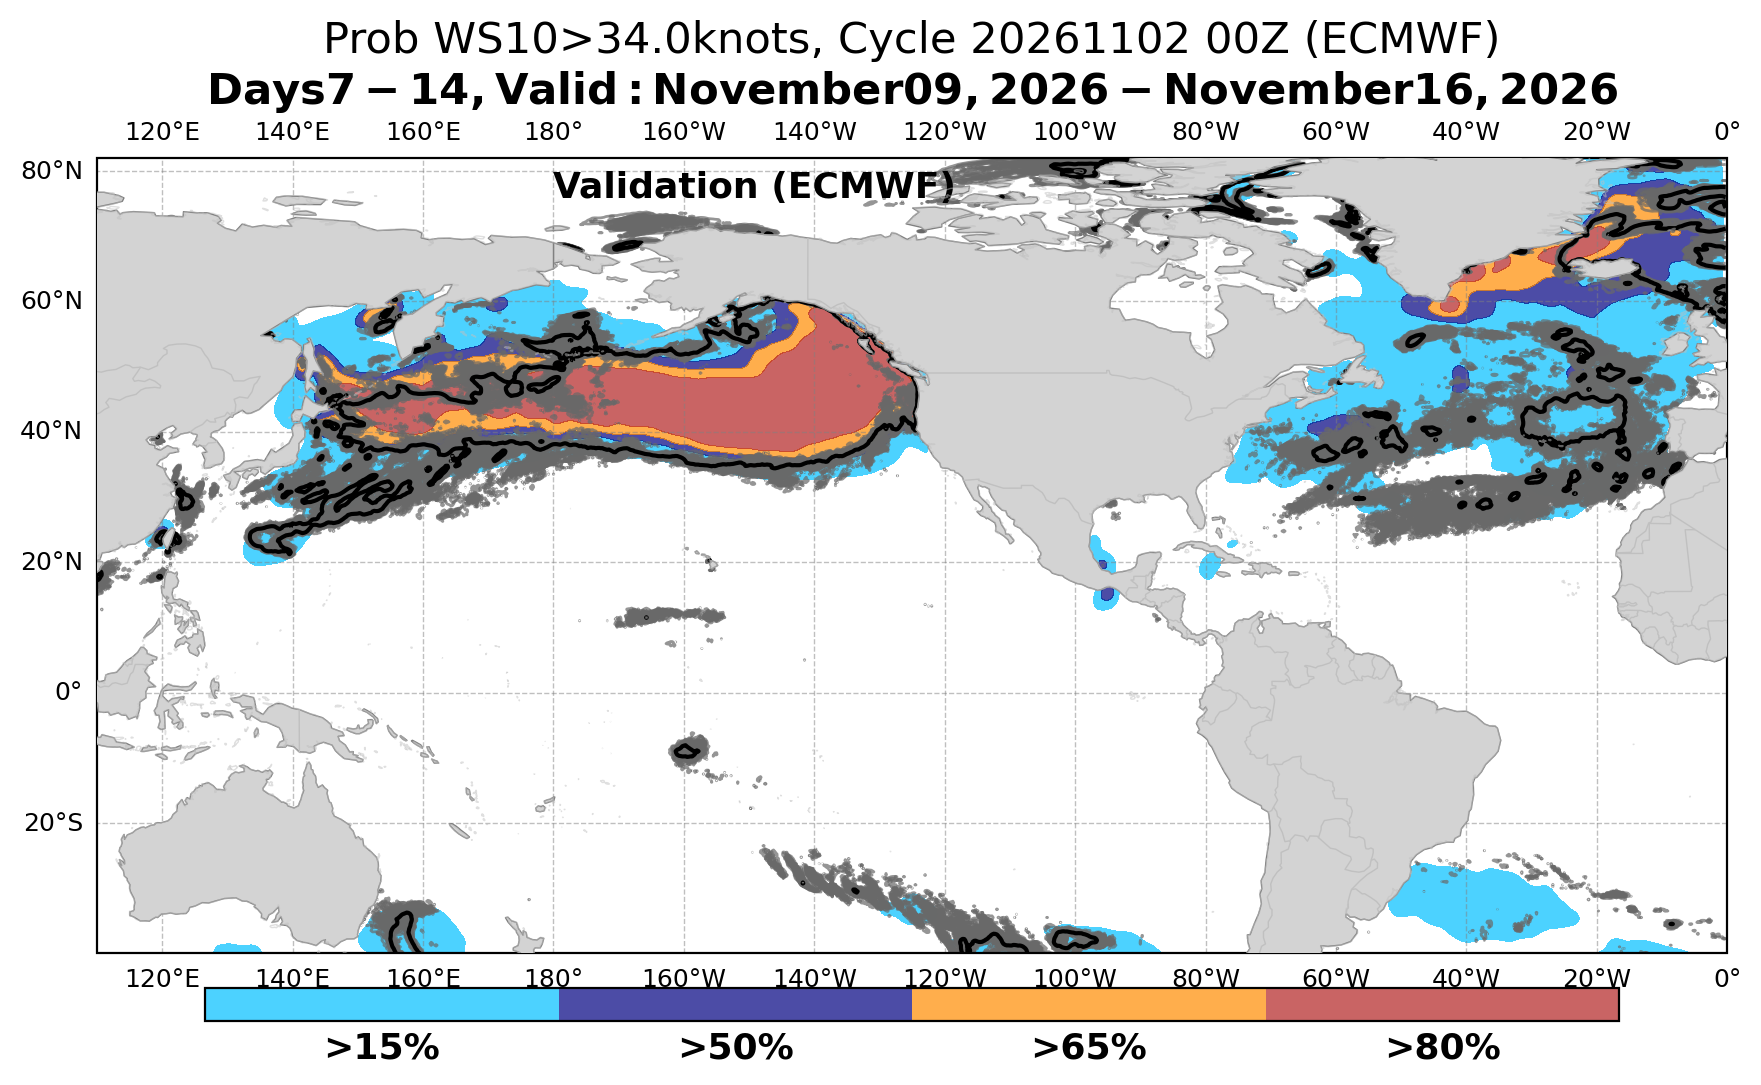 Prob WS10>34.0knots, Cycle 20261102 00Z (ECMWF)
Days7 − 14, Valid : November09, 2026 − November16, 2026
120°E 140°E 160°E 180° 160°W 140°W 120°W 100°W 80°W 60°W 40°W 20°W 0°
80°N
Validation (ECMWF)
60°N
40°N
20°N
0°
20°S
120°E 140°E 160°E 180° 160°W 140°W 120°W 100°W 80°W 60°W 40°W 20°W 0°
>15% >50% >65% >80%